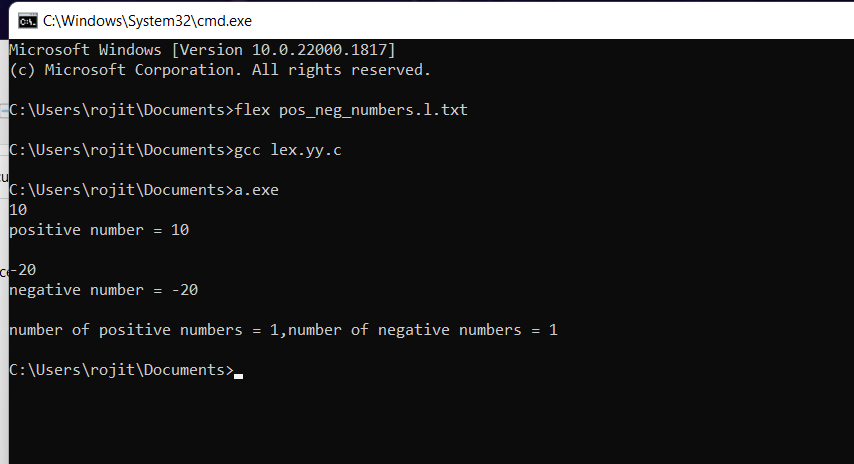 C:\Windows\System32\cmd.exe
Microsoft Windows [Version 10.0.22000.1817]
(c) Microsoft Corporation. All rights reserved.
C:\Users\rojit\Documents>flex pos_neg_numbers.l.txt
C:\Users\rojit\Documents>gcc lex.yy.c
C:\Users\rojit\Documents>a.exe
10
positive number = 10
-20
negative number = -20
number of positive numbers = 1,number of negative numbers = 1
C:\Users\rojit\Documents>